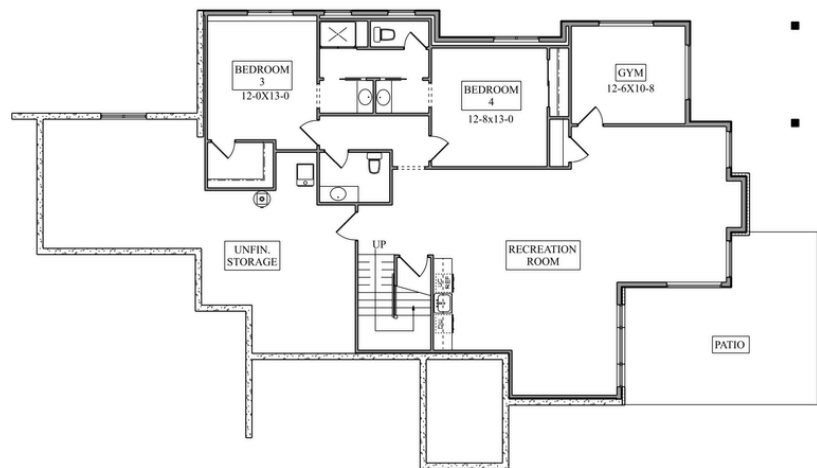 BEDROOM
3
12-0X13-0
BEDROOM
4
12-8x13-0
GYM
12-6X10-8
UNFIN.
STORAGE
UP
RECREATION
ROOM
PATIO